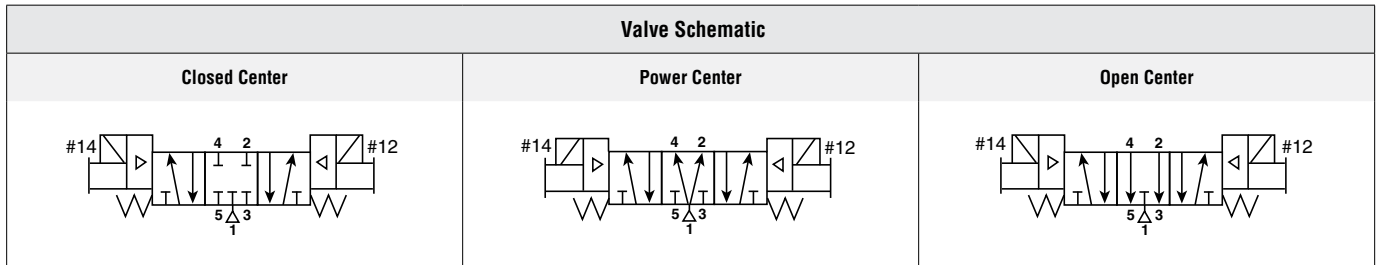 Valve Schematic
Closed Center
Power Center
Open Center
#14 4 2 #12
5 3
1
#14 4 2 #12
5 3
1
#14 4 2 #12
5 3
1